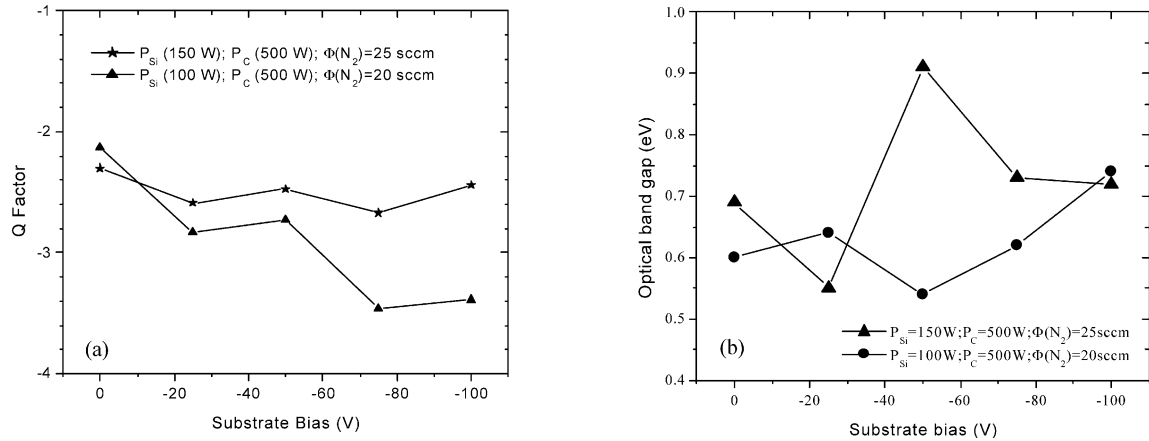 -1
-2
-3
-4
Q Factor
P_Si (150 W); P_C (500 W); Φ(N_2)=25 sccm
P_Si (100 W); P_C (500 W); Φ(N_2)=20 sccm
(a)
0 -20 -40 -60 -80 -100
Substrate Bias (V)
1.0
0.9
0.8
0.7
0.6
0.5
0.4
Optical band gap (eV)
(b)
P_Si=150W;P_C=500W;Φ(N_2)=25sccm
P_Si=100W;P_C=500W;Φ(N_2)=20sccm
0 -20 -40 -60 -80 -100
Substrate bias (V)